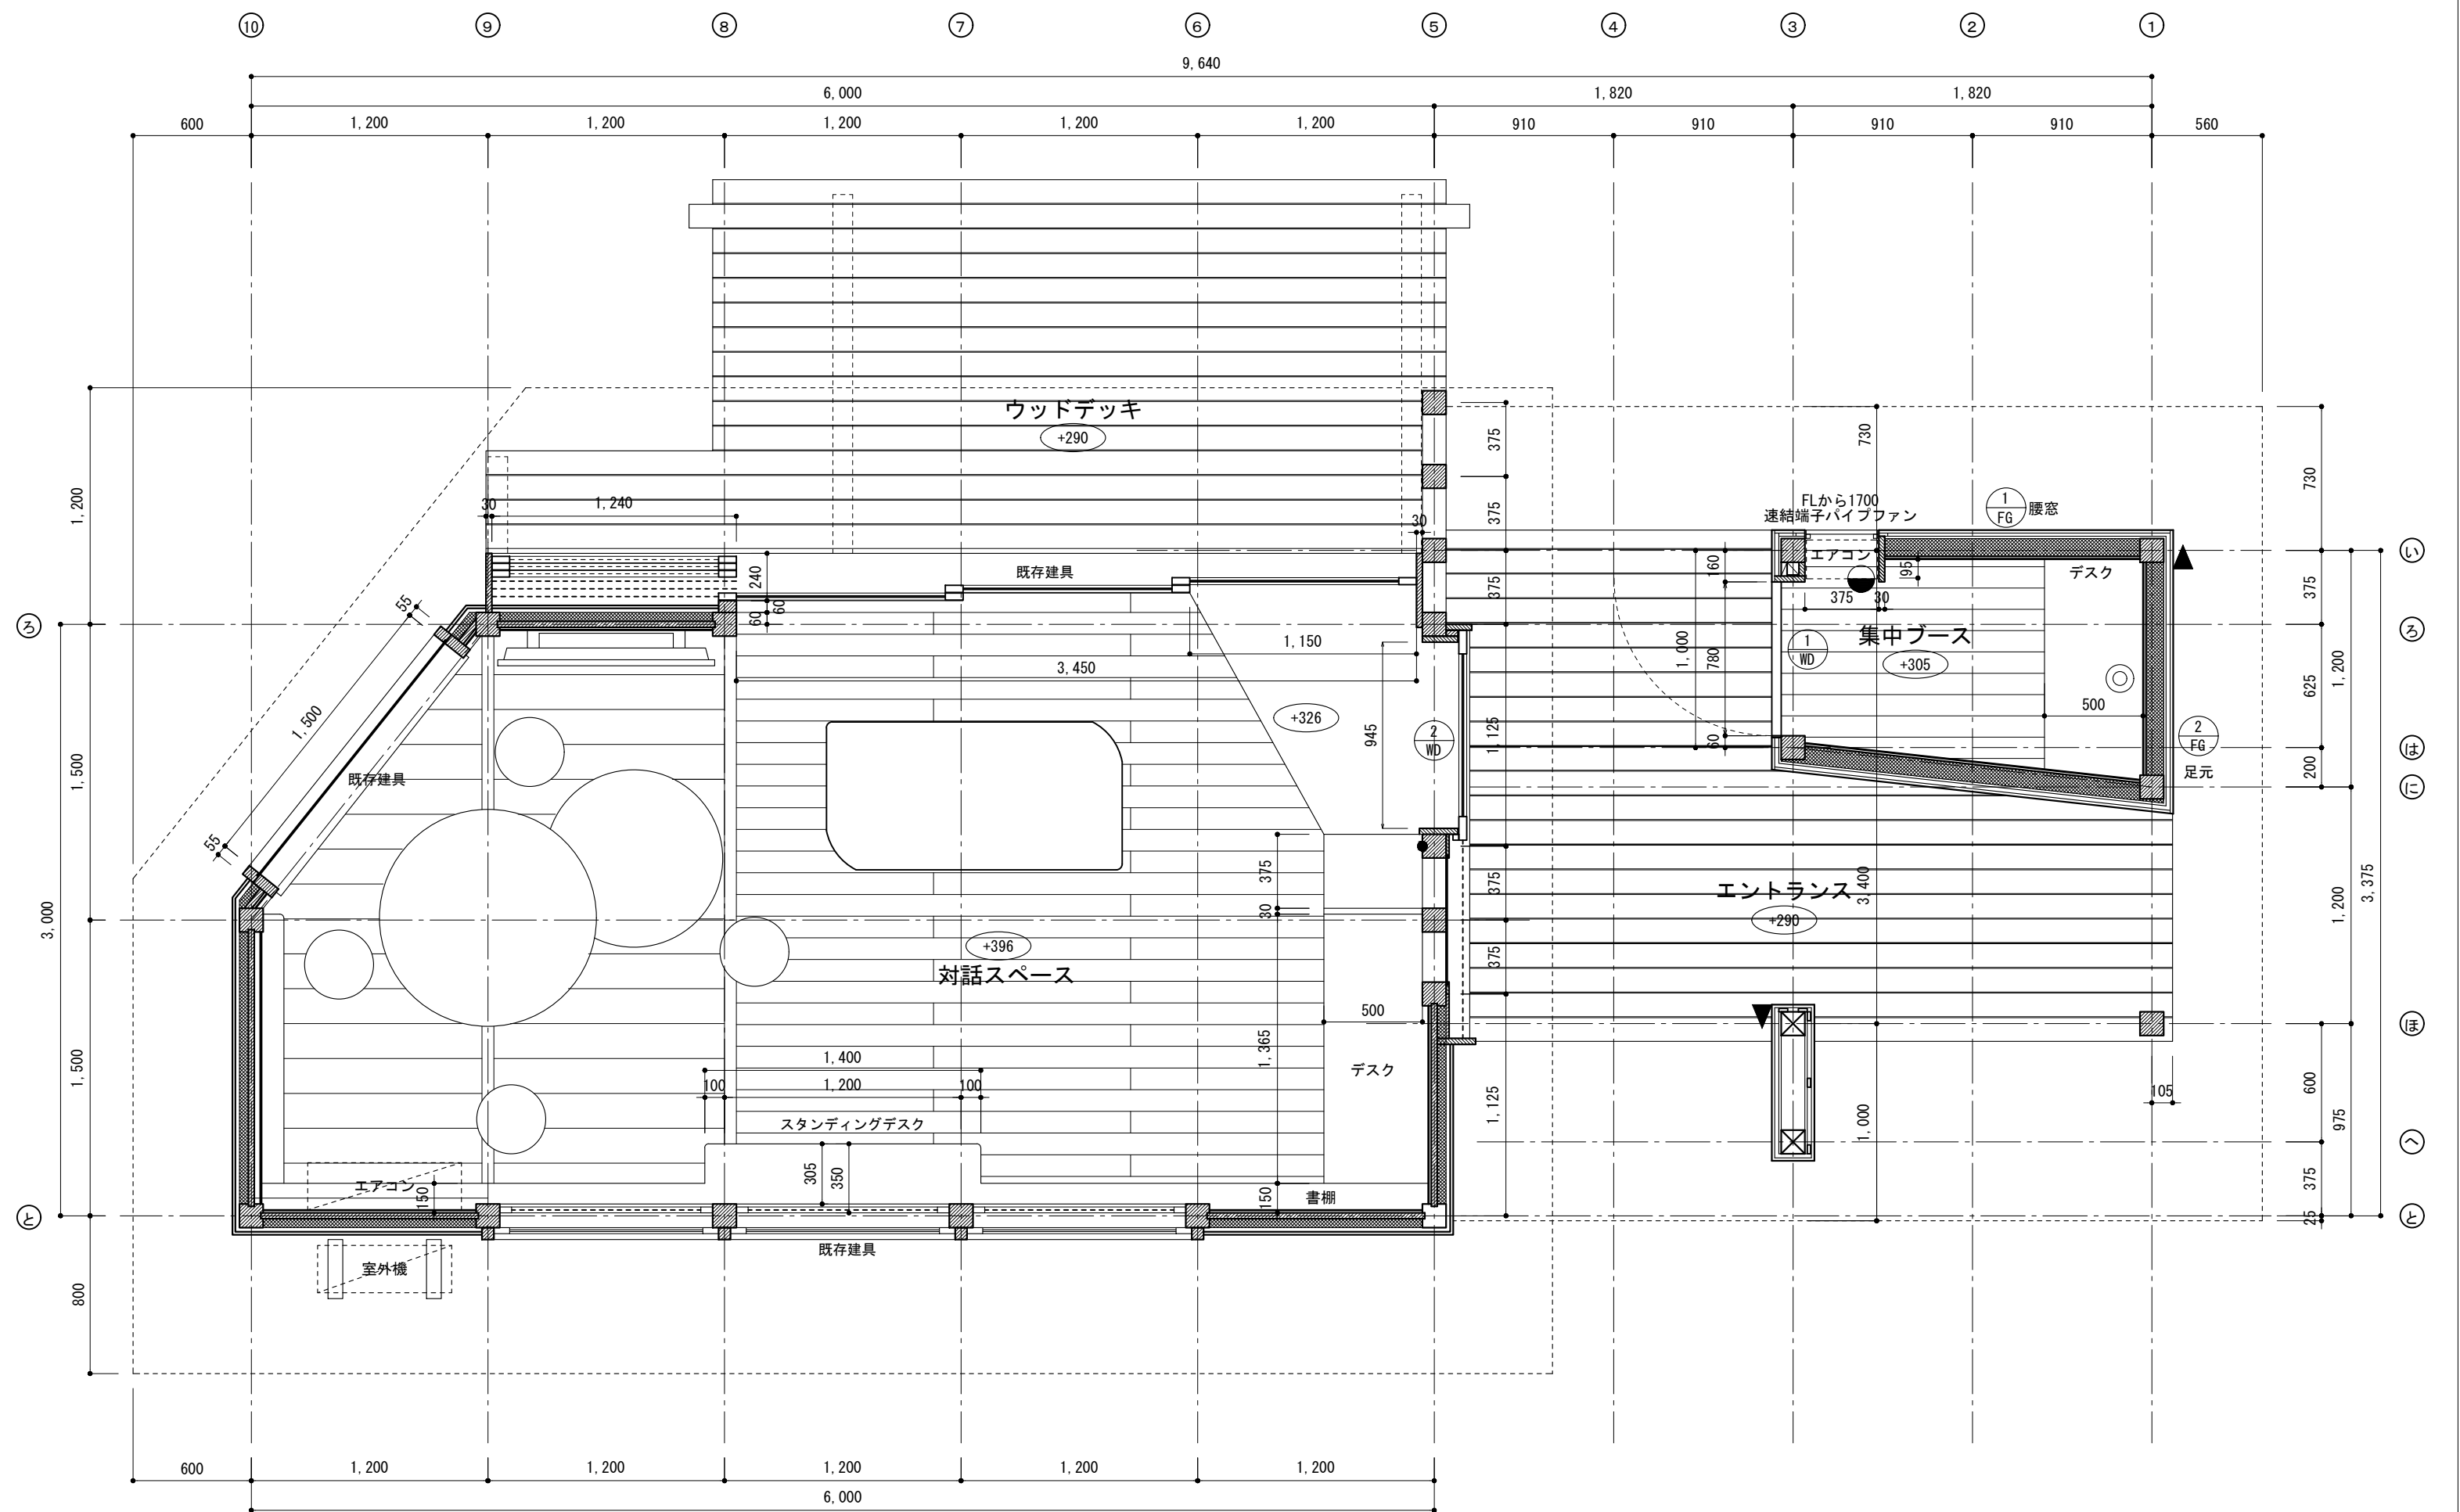 ⑩ ⑨ ⑧ ⑦ ⑥ ⑤ ④ ③ ② ①
9,640
6,000 1,820 1,820
600 1,200 1,200 1,200 1,200 1,200 910 910 910 910 560
ウッドデッキ
+290
375
730
730
1,200
30 1,240
30
375
FLから1700
速結端子パイプファン
1
FG
腰窓
い
240
既存建具
160
エアコン
95
デスク
375
375
375 30
60
60
55
ろ
ろ
1,150
3,450
1,000
780
1
WD
集中ブース
+305
1,200
625
500
+326
945
2
WD
1,125
60
2
FG
足元
200
は
に
1,500
既存建具
1,500
55
375
30
375
エントランス
+290
3,400
1,200
3,375
3,000
+396
対話スペース
375
500
ほ
1,365
デスク
1,400
100 1,200 100
スタンディングデスク
1,500
1,125
1,000
105
600
975
へ
305
350
エアコン
150
150
書棚
375
と
と
25
既存建具
室外機
800
600 1,200 1,200 1,200 1,200 1,200
6,000